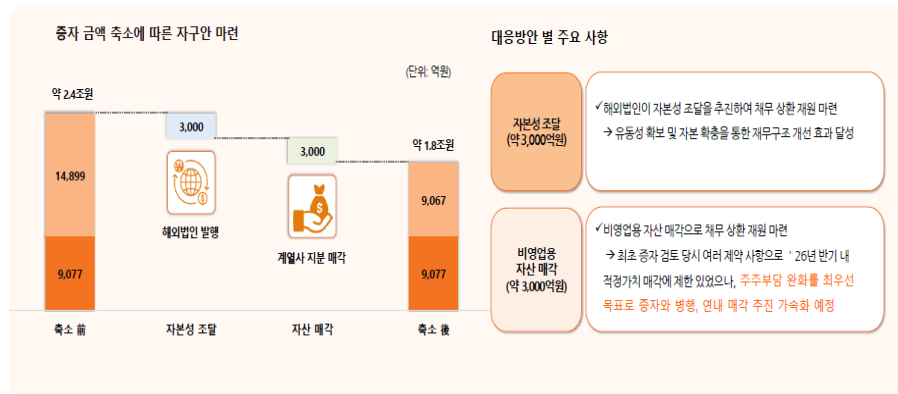 증자 금액 축소에 따른 자구안 마련
(단위: 억원)
약 2.4조원
14,899
9,077
3,000
해외법인 발행
3,000
계열사 지분 매각
약 1.8조원
9,067
9,077
축소 前
자본성 조달
자산 매각
축소 後
대응방안 별 주요 사항
자본성 조달
(약 3,000억원)
✓해외법인이 자본성 조달을 추진하여 채무 상환 재원 마련
→ 유동성 확보 및 자본 확충을 통한 재무구조 개선 효과 달성
비영업용
자산 매각
(약 3,000억원)
✓비영업용 자산 매각으로 채무 상환 재원 마련
→ 최초 증자 검토 당시 여러 제약 사항으로 ＇26년 반기 내
적정가치 매각에 제한 있었으나, 주주부담 완화를 최우선
목표로 증자와 병행, 연내 매각 추진 가속화 예정